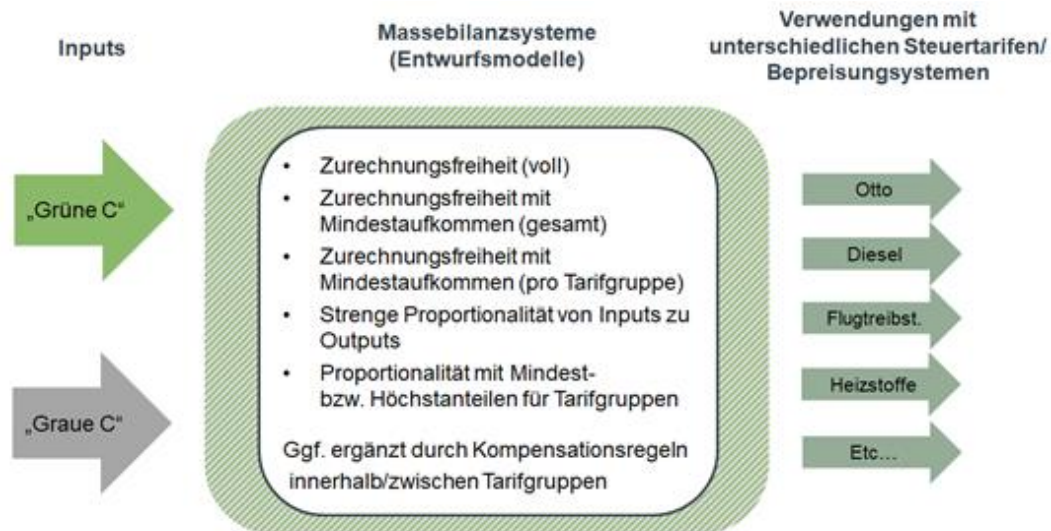 Inputs
Massebilanzsysteme
(Entwurfsmodelle)
Verwendungen mit
unterschiedlichen Steuertarifen/
Bepreisungsystemen
„Grüne C“
„Graue C“
• Zurechnungsfreiheit (voll)
• Zurechnungsfreiheit mit
Mindestaufkommen (gesamt)
• Zurechnungsfreiheit mit
Mindestaufkommen (pro Tarifgruppe)
• Strenge Proportionalität von Inputs zu
Outputs
• Proportionalität mit Mindest-
bzw. Höchstanteilen für Tarifgruppen
Ggf. ergänzt durch Kompensationsregeln
innerhalb/zwischen Tarifgruppen
Otto
Diesel
Flugtreibst.
Heizstoffe
Etc...